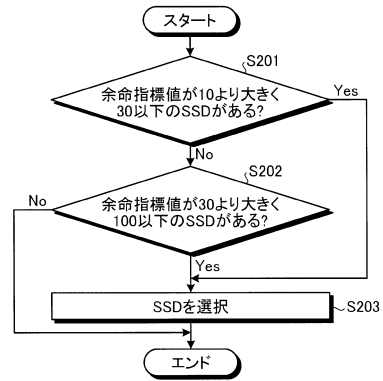 スタート
S201
余命指標値が10より大きく
30以下のSSDがある?
Yes
No
S202
No
余命指標値が30より大きく
100以下のSSDがある?
Yes
SSDを選択
S203
エンド